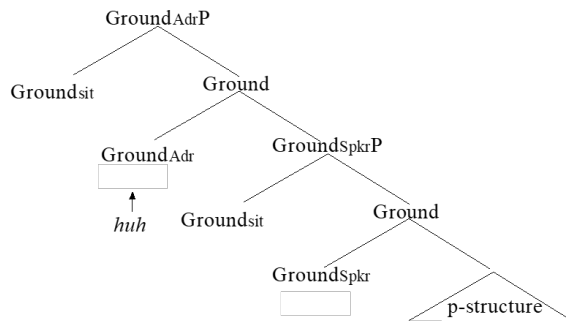 GroundAdrP
Groundsit
Ground
GroundAdr
GroundSpkrP
huh
Groundsit
Ground
GroundSpkr
p-structure